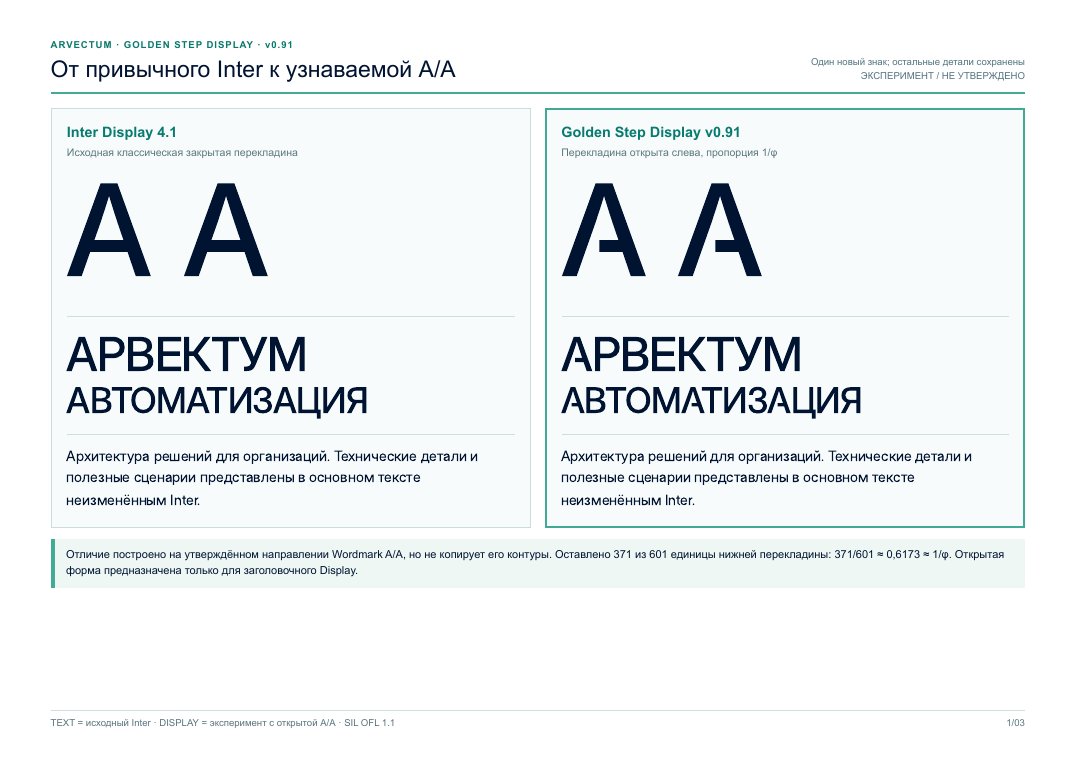 ARVECTUM · GOLDEN STEP DISPLAY · v0.91
От привычного Inter к узнаваемой А/А
Один новый знак; остальные детали сохранены
ЭКСПЕРИМЕНТ / НЕ УТВЕРЖДЕНО
Inter Display 4.1
Исходная классическая закрытая перекладина
A А
АРВЕКТУМ
АВТОМАТИЗАЦИЯ
Архитектура решений для организаций. Технические детали и
полезные сценарии представлены в основном тексте
неизменённым Inter.
Golden Step Display v0.91
Перекладина открыта слева, пропорция 1/φ
A А
АРВЕКТУМ
АВТОМАТИЗАЦИЯ
Архитектура решений для организаций. Технические детали и
полезные сценарии представлены в основном тексте
неизменённым Inter.
Отличие построено на утверждённом направлении Wordmark A/A, но не копирует его контуры. Оставлено 371 из 601 единицы нижней перекладины: 371/601 ≈ 0,6173 ≈ 1/φ. Открытая
форма предназначена только для заголовочного Display.
TEXT = исходный Inter · DISPLAY = эксперимент с открытой А/А · SIL OFL 1.1
1/03